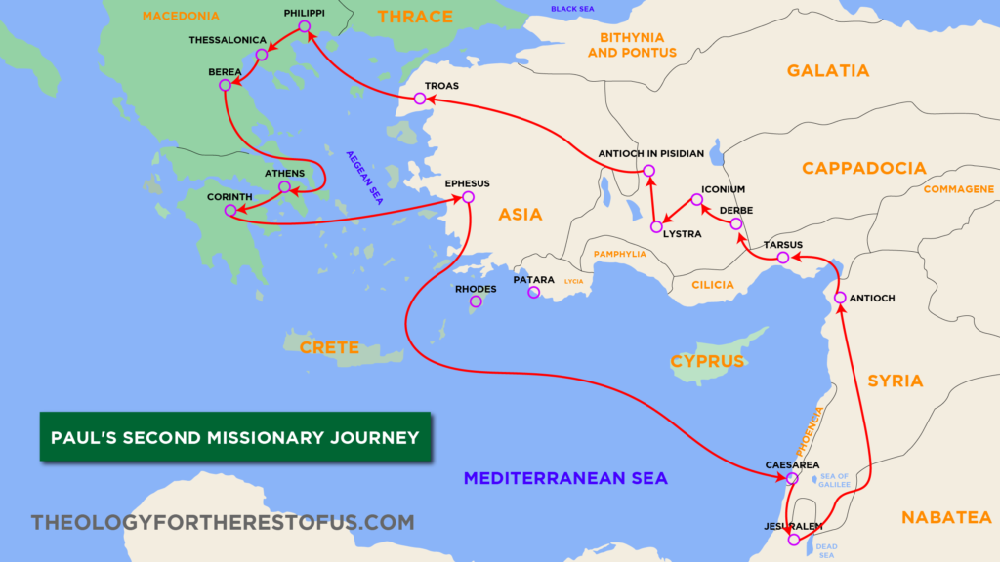 BLACK SEA
PHILIPPI
MACEDONIA
THRACE
THESSALONICA
BITHYNIA
AND PONTUS
BEREA
GALATIA
TROAS
ANTIOCH IN PISIDIAN
AEGEAN SEA
CAPPADOCIA
ATHENS
EPHESUS
ICONIUM
COMMAGENE
CORINTH
DERBE
ASIA
LYSTRA
TARSUS
PAMPHYLIA
PATARA
LYCIA
CILICIA
RHODES
ANTIOCH
CRETE
CYPRUS
SYRIA
PHOENCIA
PAUL'S SECOND MISSIONARY JOURNEY
CAESAREA
MEDITERRANEAN SEA
SEA OF
GALILEE
THEOLOGYFORTHERESTOFUS.COM
NABATEA
JESURALEM
DEAD
SEA